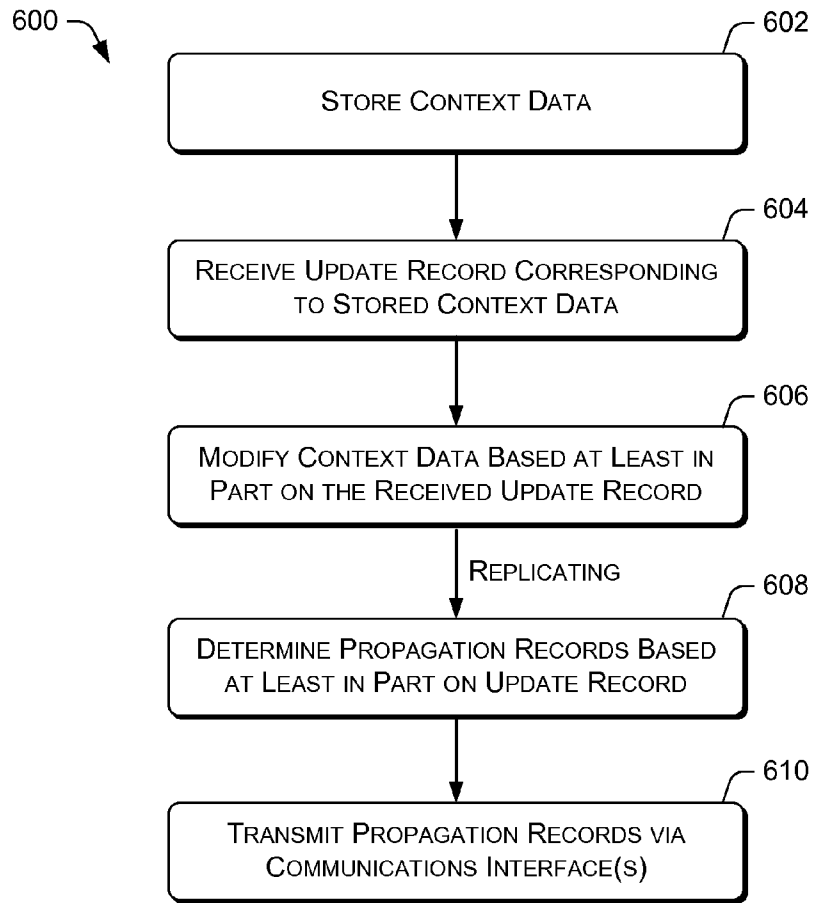 600
602
STORE CONTEXT DATA
604
RECEIVE UPDATE RECORD CORRESPONDING
TO STORED CONTEXT DATA
606
MODIFY CONTEXT DATA BASED AT LEAST IN
PART ON THE RECEIVED UPDATE RECORD
REPLICATING
608
DETERMINE PROPAGATION RECORDS BASED
AT LEAST IN PART ON UPDATE RECORD
610
TRANSMIT PROPAGATION RECORDS VIA
COMMUNICATIONS INTERFACE(S)